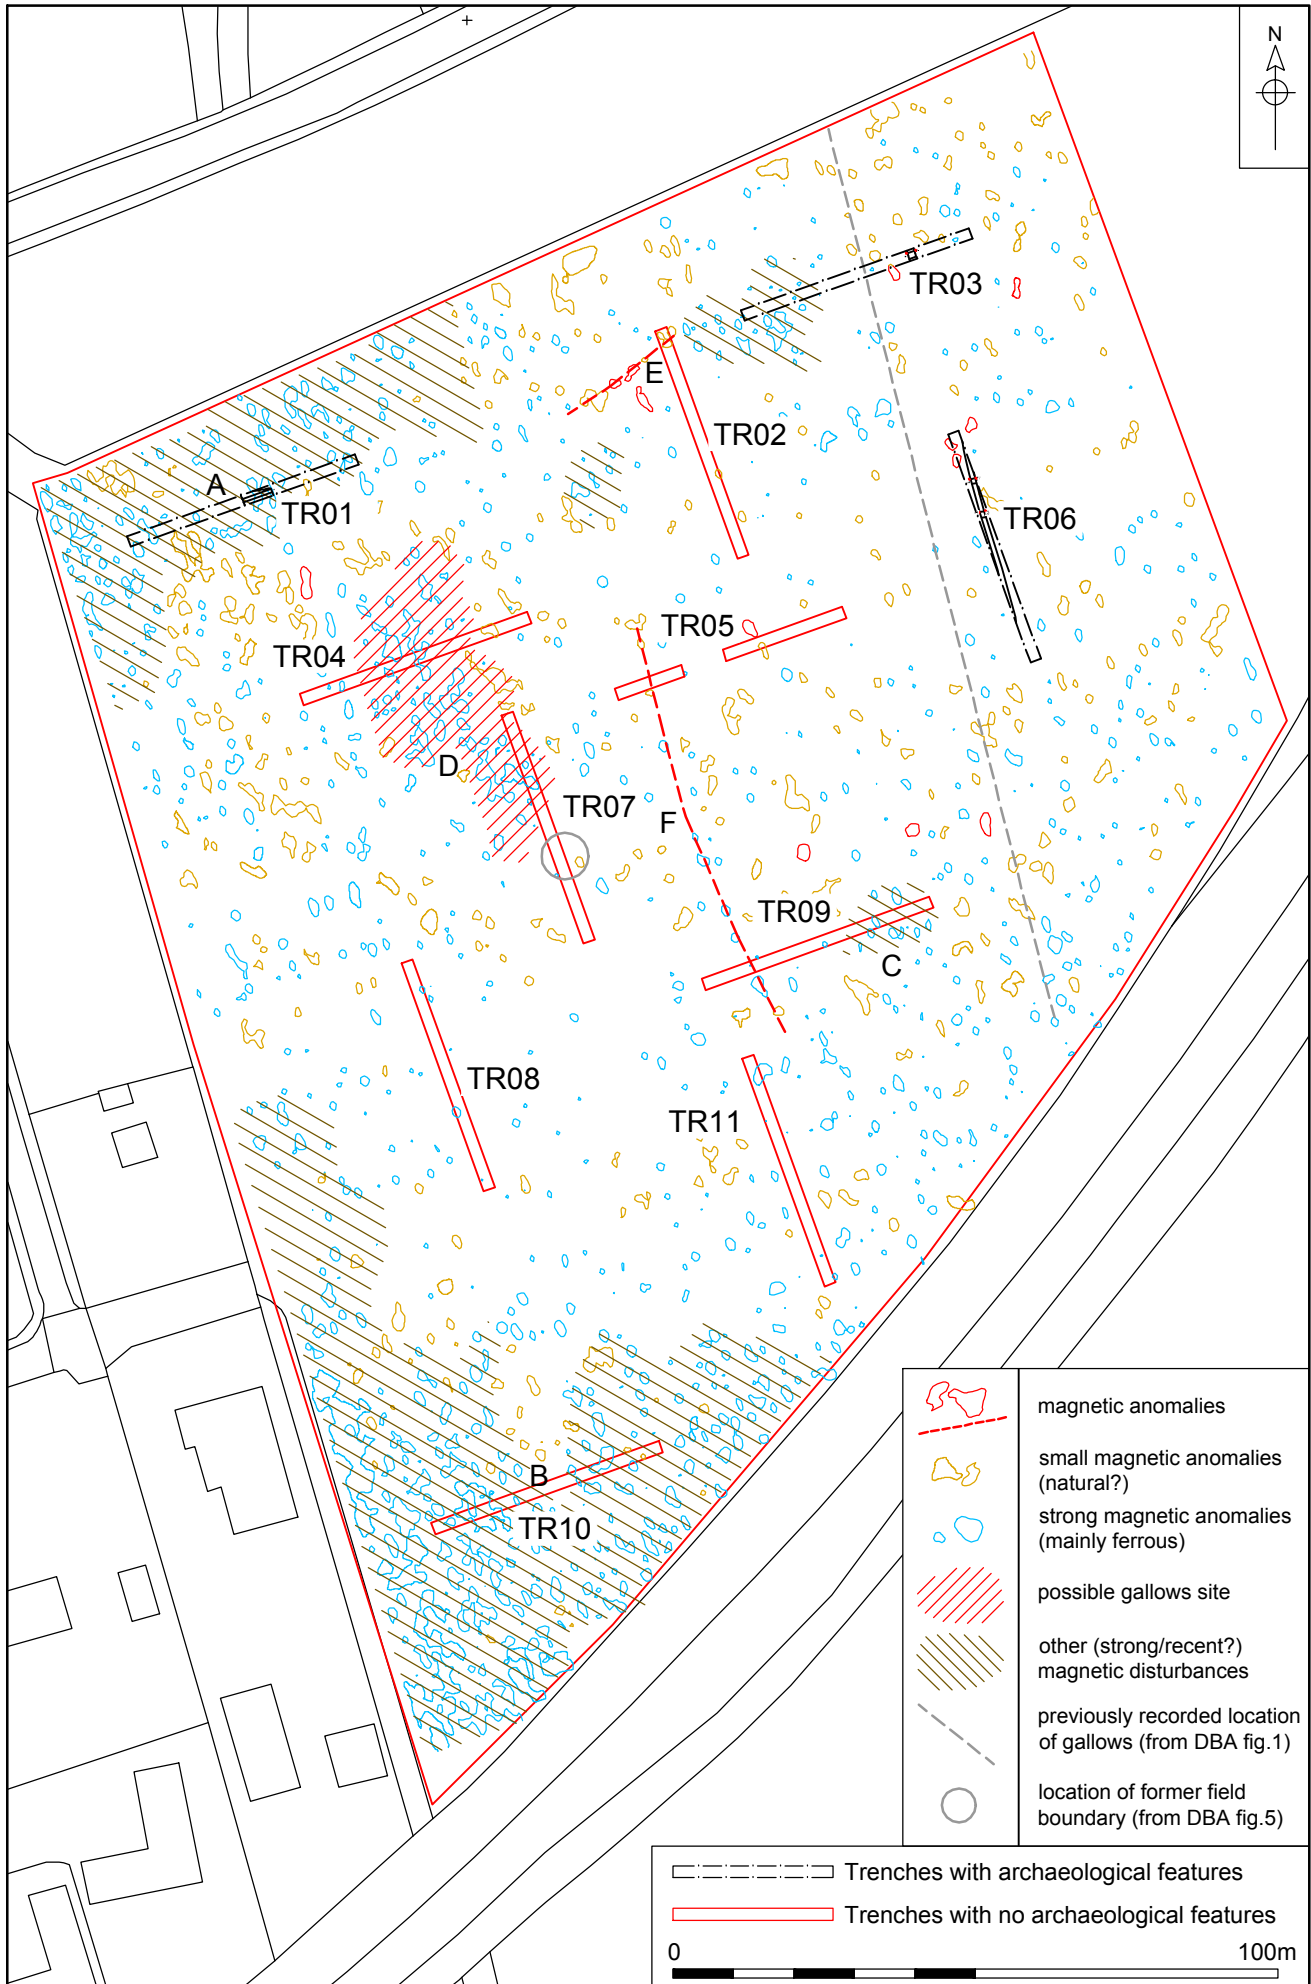 N
TR03
E
TR02
A
TR01
TR06
TR05
TR04
D
TR07
F
TR09
C
TR08
TR11
B
TR10
magnetic anomalies
small magnetic anomalies
(natural?)
strong magnetic anomalies
(mainly ferrous)
possible gallows site
other (strong/recent?)
magnetic disturbances
previously recorded location
of gallows (from DBA fig.1)
location of former field
boundary (from DBA fig.5)
Trenches with archaeological features
Trenches with no archaeological features
0 100m